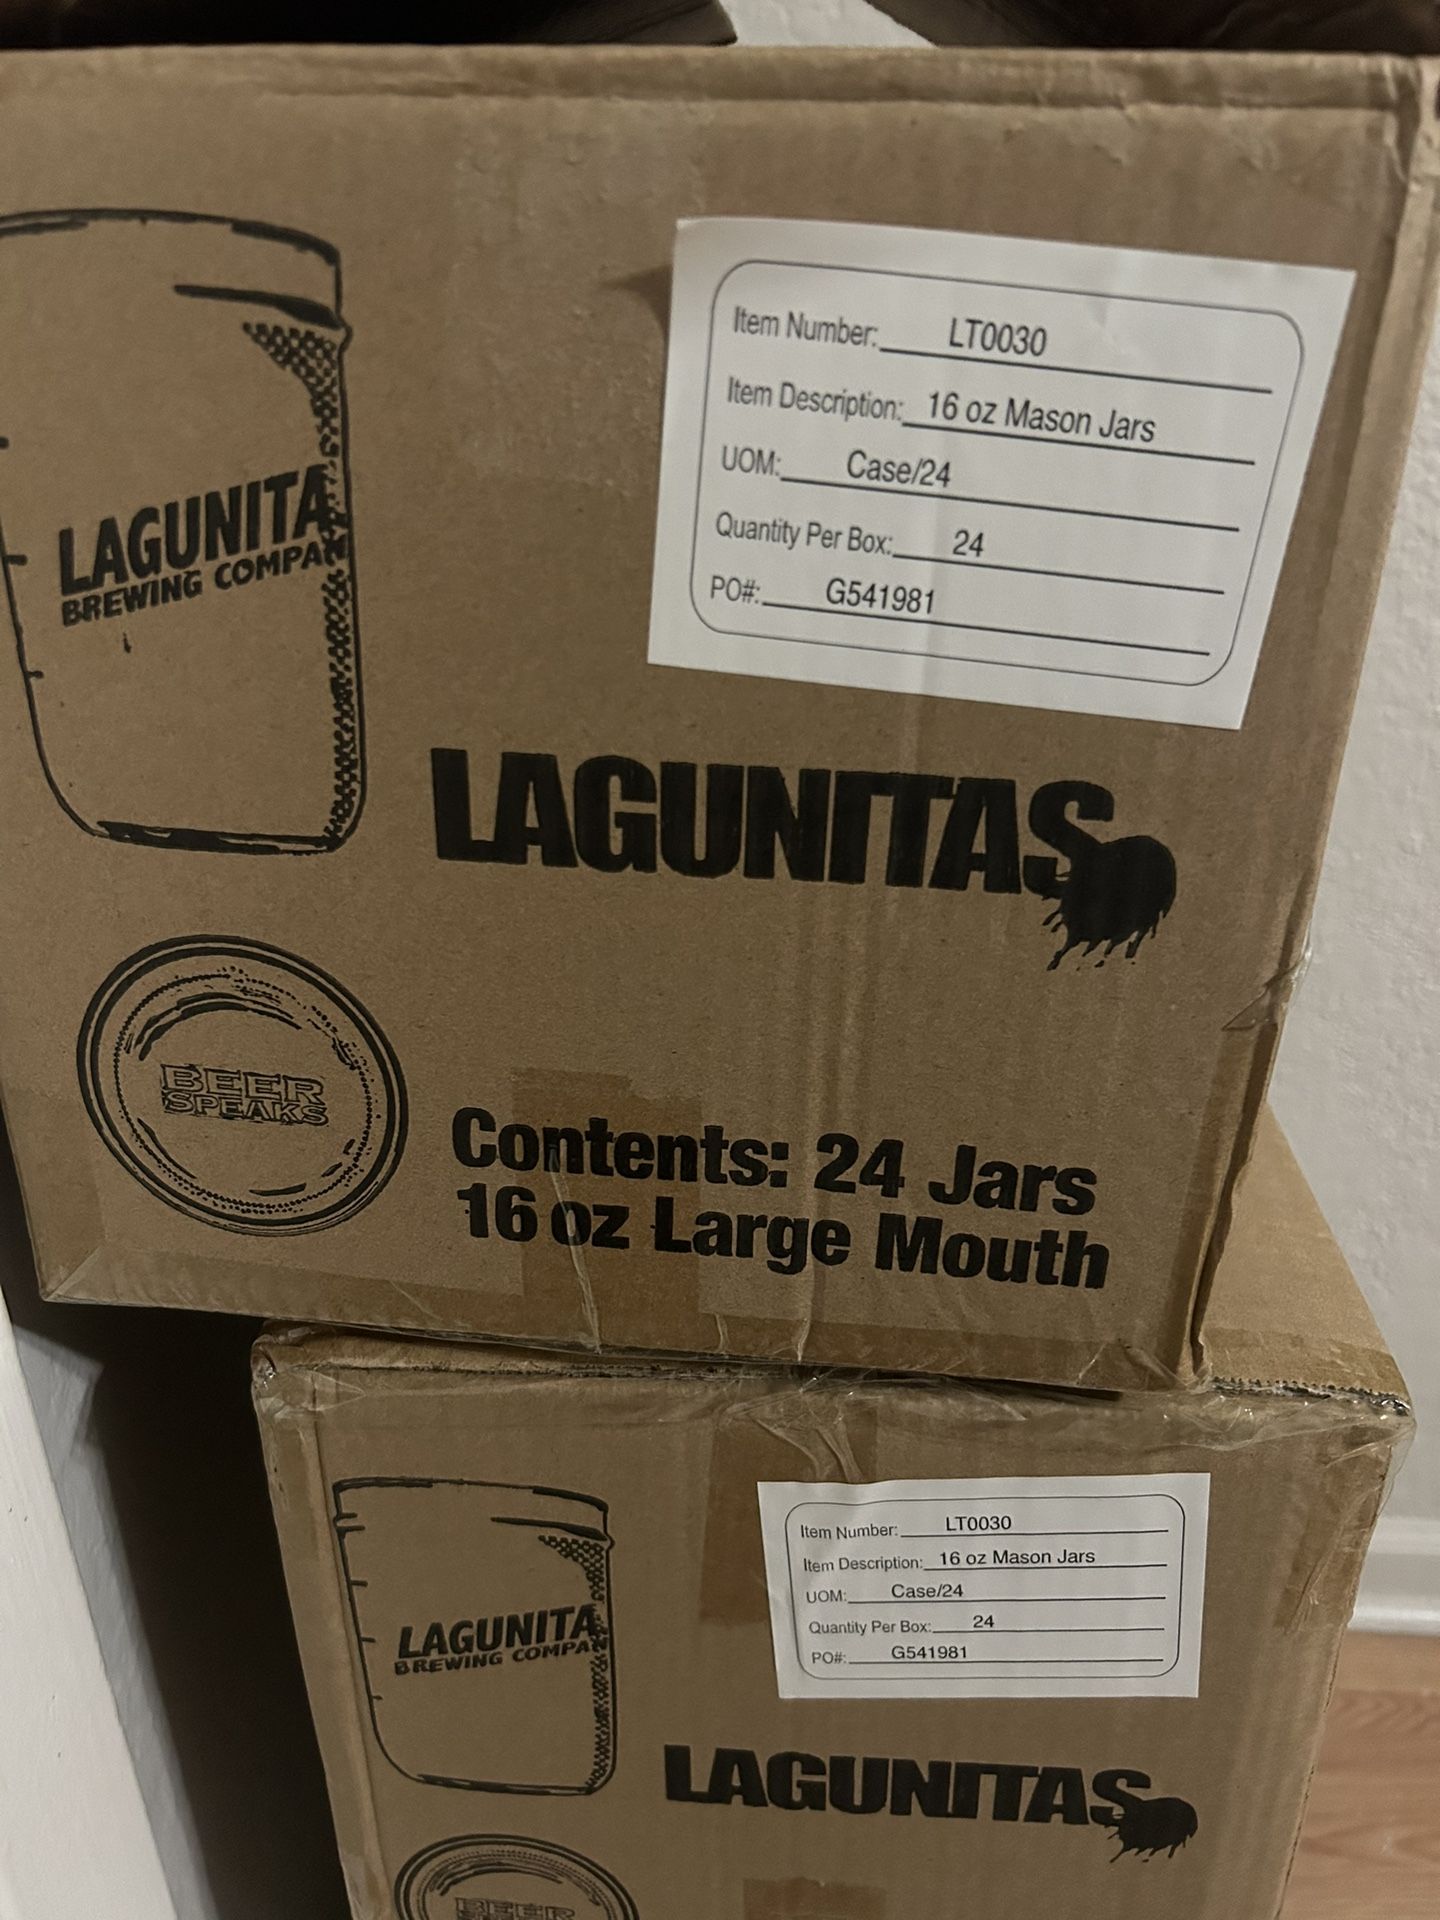 LAGUNITA
BREWING COMPAN
Item Number: LT0030
Item Description: 16 oz Mason Jars
UOM: Case/24
Quantity Per Box: 24
PO#: G541981
LAGUNITAS
BEER
SPEAKS
Contents: 24 Jars
16 oz Large Mouth
LAGUNITA
BREWING COMPAN
Item Number: LT0030
Item Description: 16 oz Mason Jars
UOM: Case/24
Quantity Per Box: 24
PO#: G541981
LAGUNITAS
BEER